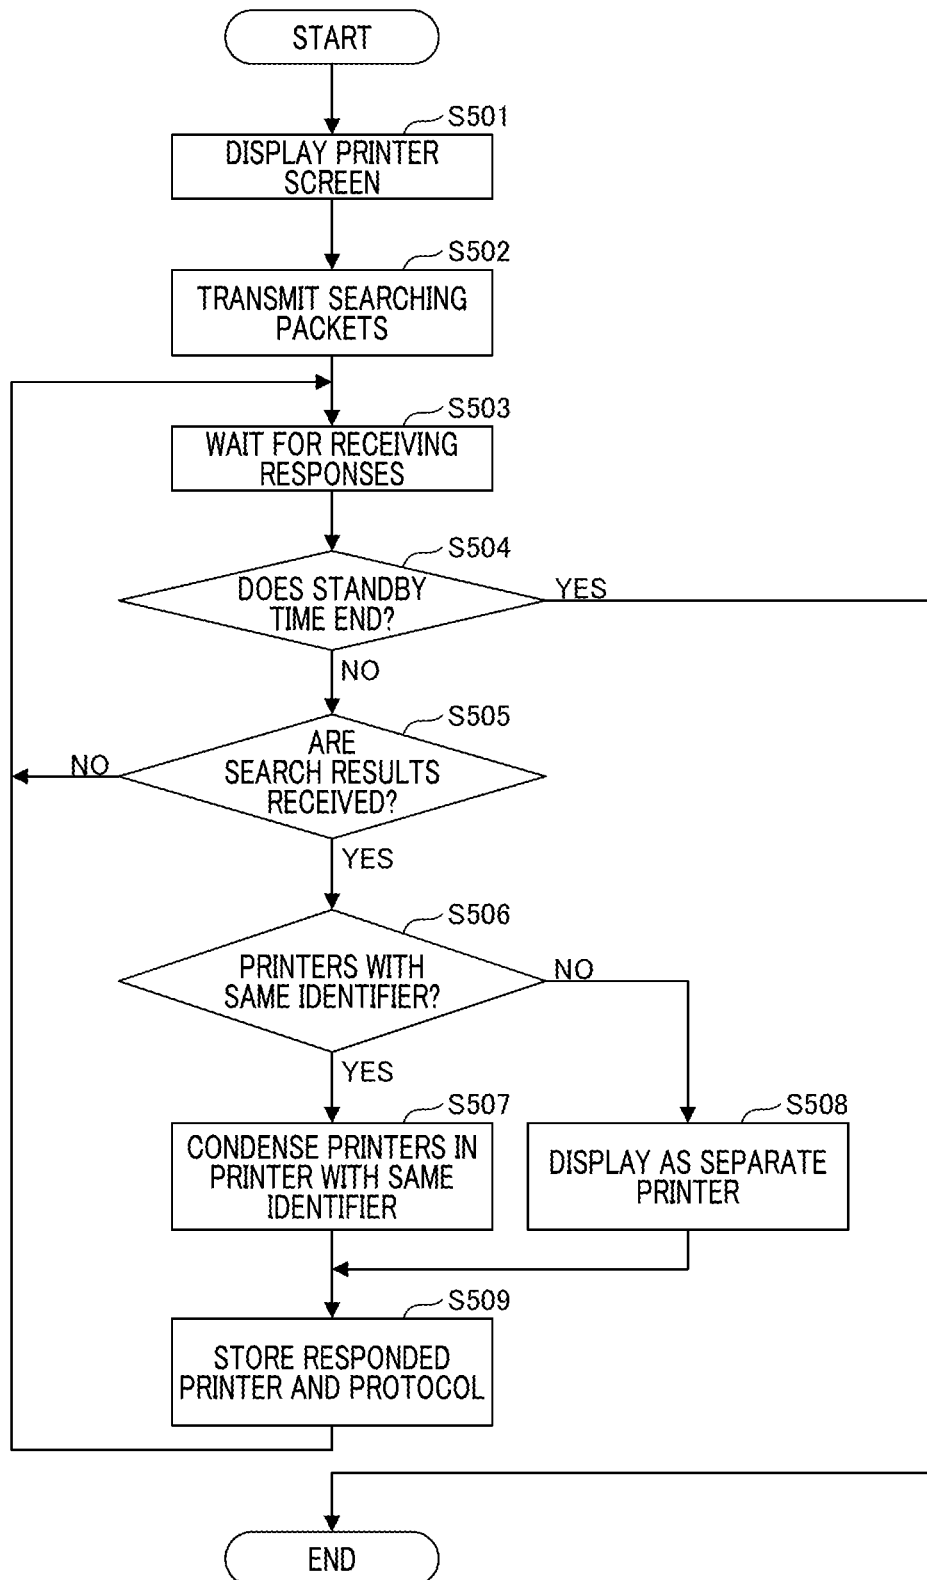 START
S501
DISPLAY PRINTER
SCREEN
S502
TRANSMIT SEARCHING
PACKETS
S503
WAIT FOR RECEIVING
RESPONSES
S504
DOES STANDBY
TIME END?
YES
NO
S505
ARE
SEARCH RESULTS
RECEIVED?
NO
YES
S506
PRINTERS WITH
SAME IDENTIFIER?
NO
YES
S507
CONDENSE PRINTERS IN
PRINTER WITH SAME
IDENTIFIER
S508
DISPLAY AS SEPARATE
PRINTER
S509
STORE RESPONDED
PRINTER AND PROTOCOL
END